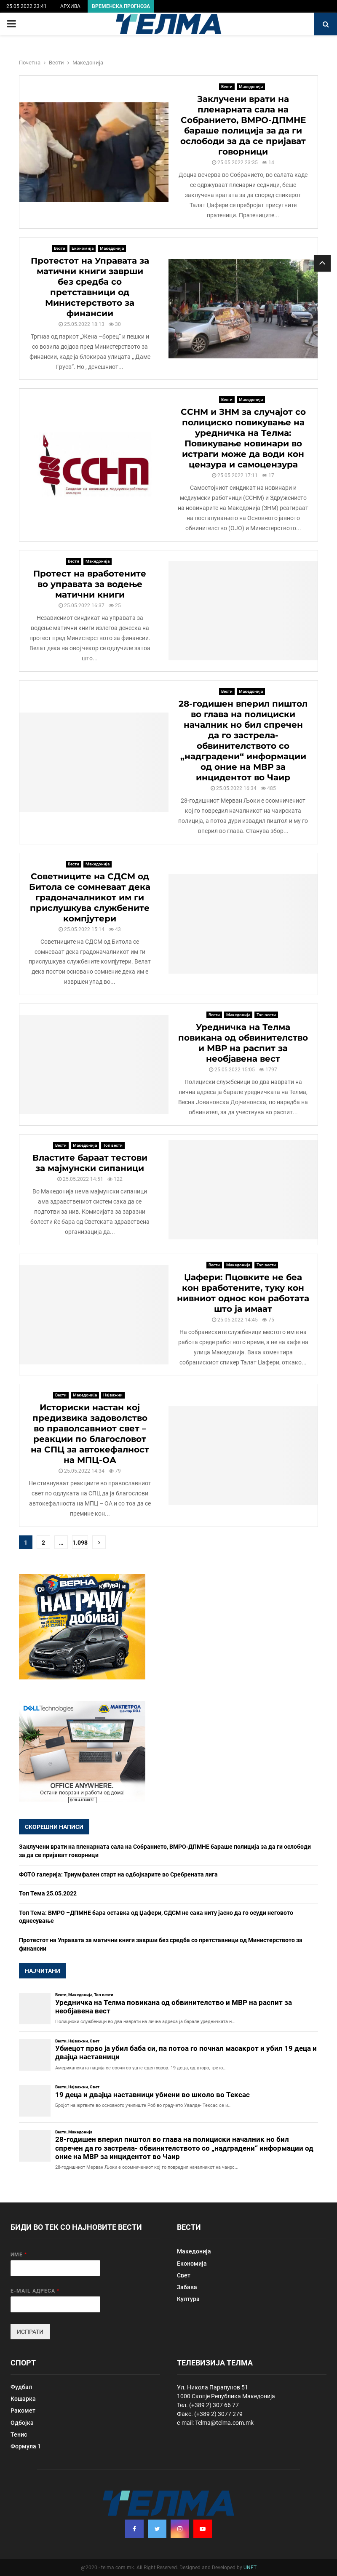 25.05.2022 23:41 АРХИВА ВРЕМЕНСКА ПРОГНОЗА
ТЕЛМА
Почетна › Вести › Македонија
Вести Македонија
Заклучени врати на
пленарната сала на
Собранието, ВМРО-ДПМНЕ
бараше полиција за да ги
ослободи за да се пријават
говорници
25.05.2022 23:35 14
Доцна вечерва во Собранието, во салата каде
се одржуваат пленарни седници, беше
заклучена вратата за да според спикерот
Талат Џафери се пребројат присутните
пратеници. Пратениците...
Вести Економија Македонија
Протестот на Управата за
матични книги заврши
без средба со
претставници од
Министерството за
финансии
25.05.2022 18:13 30
Тргнаа од паркот „Жена –борец“ пешки и
со возила дојдоа пред Министерството за
финансии, каде ја блокираа улицата „ Даме
Груев“. Но , денешниот...
Вести Македонија
ССНМ и ЗНМ за случајот со
полициско повикување на
уредничка на Телма:
Повикување новинари во
истраги може да води кон
цензура и самоцензура
25.05.2022 17:11 17
Самостојниот синдикат на новинари и
медиумски работници (ССНМ) и Здружението
на новинарите на Македонија (ЗНМ) реагираат
на постапувањето на Основното јавното
обвинителство (ОЈО) и Министерството...
ССНМ
Вести Македонија
Протест на вработените
во управата за водење
матични книги
25.05.2022 16:37 25
Независниот синдикат на управата за
водење матични книги излегоа денеска на
протест пред Министерството за финансии.
Велат дека на овој чекор се одлучиле затоа
што...
Вести Македонија
28-годишен вперил пиштол
во глава на полициски
началник но бил спречен
да го застрела-
обвинителството со
„надградени“ информации
од оние на МВР за
инцидентот во Чаир
25.05.2022 16:34 485
28-годишниот Мерван Љоки е осомничениот
кој го повредил началникот на чаирската
полиција, а потоа дури извадил пиштол и му го
вперил во глава. Станува збор...
Вести Македонија
Советниците на СДСМ од
Битола се сомневаат дека
градоначалникот им ги
прислушкува службените
компјутери
25.05.2022 15:14 43
Советниците на СДСМ од Битола се
сомневаат дека градоначалникот им ги
прислушкува службените компјутери. Велат
дека постои основано сомнение дека им е
извршен упад во...
Вести Македонија Топ вести
Уредничка на Телма
повикана од обвинителство
и МВР на распит за
необјавена вест
25.05.2022 15:05 1797
Полициски службеници во два наврати на
лична адреса ја барале уредничката на Телма,
Весна Јовановска Дојчиновска, по наредба на
обвинител, за да учествува во распит...
Вести Македонија Топ вести
Властите бараат тестови
за мајмунски сипаници
25.05.2022 14:51 122
Во Македонија нема мајмунски сипаници
ама здравствениот систем сака да се
подготви за нив. Комисијата за заразни
болести ќе бара од Светската здравствена
организација да...
Вести Македонија Топ вести
Џафери: Пцовките не беа
кон вработените, туку кон
нивниот однос кон работата
што ја имаат
25.05.2022 14:45 75
На собраниските службеници местото им е на
работа среде работното време, а не на кафе на
улица Македонија. Вака коментира
собранискиот спикер Талат Џафери, откако...
Вести Македонија Најважни
Историски настан кој
предизвика задоволство
во православниот свет –
реакции по благословот
на СПЦ за автокефалност
на МПЦ-ОА
25.05.2022 14:34 79
Не стивнуваат реакциите во православниот
свет по одлуката на СПЦ да ја благослови
автокефалноста на МПЦ – ОА и со тоа да се
премине кон...
1 2 … 1.098 ›
ВЕРНА КУПУВАЈ
НАГРАДИ
ДОБИВАЈ
DELL Technologies МАКПЕТРОЛ
OFFICE ANYWHERE.
Остани поврзан и работи од дома!
СКОРЕШНИ НАПИСИ
Заклучени врати на пленарната сала на Собранието, ВМРО-ДПМНЕ бараше полиција за да ги ослободи
за да се пријават говорници
ФОТО галерија: Триумфален старт на одбојкарите во Сребрената лига
Топ Тема 25.05.2022
Топ Тема: ВМРО –ДПМНЕ бара оставка од Џафери, СДСМ не сака ниту јасно да го осуди неговото
однесување
Протестот на Управата за матични книги заврши без средба со претставници од Министерството за
финансии
НАЈЧИТАНИ
Вести, Македонија, Топ вести
Уредничка на Телма повикана од обвинителство и МВР на распит за
необјавена вест
Полициски службеници во два наврати на лична адреса ја барале уредничката н...
Вести, Најважни, Свет
Убиецот прво ја убил баба си, па потоа го почнал масакрот и убил 19 деца и
двајца наставници
Американската нација се соочи со уште еден хорор. 19 деца, од второ, трето...
Вести, Најважни, Свет
19 деца и двајца наставници убиени во школо во Тексас
Бројот на жртвите во основното училиште Роб во градчето Увалде- Тексас се н...
Вести, Македонија
28-годишен вперил пиштол во глава на полициски началник но бил
спречен да го застрела- обвинителството со „надградени“ информации од
оние на МВР за инцидентот во Чаир
28-годишниот Мерван Љоки е осомничениот кој го повредил началникот на чаирс...
БИДИ ВО ТЕК СО НАЈНОВИТЕ ВЕСТИ
ИМЕ *
E-MAIL АДРЕСА *
ИСПРАТИ
ВЕСТИ
Македонија
Економија
Свет
Забава
Култура
СПОРТ
Фудбал
Кошарка
Ракомет
Одбојка
Тенис
Формула 1
ТЕЛЕВИЗИЈА ТЕЛМА
Ул. Никола Парапунов 51
1000 Скопје Република Македонија
Тел. (+389 2) 307 66 77
Факс. (+389 2) 3077 279
e-mail: Telma@telma.com.mk
ТЕЛМА
@2020 - telma.com.mk. All Right Reserved. Designed and Developed by UNET